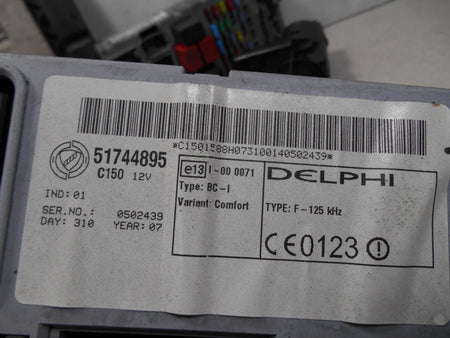 *C1501588H073100140502439*
51744895
C150 12V
IND:01
SER.NO: 0502439
DAY: 310 YEAR:07
e13 I-00 0071
Type: BC-I
Variant: Comfort
DELPHI
TYPE: F-125 kHz
CE0123